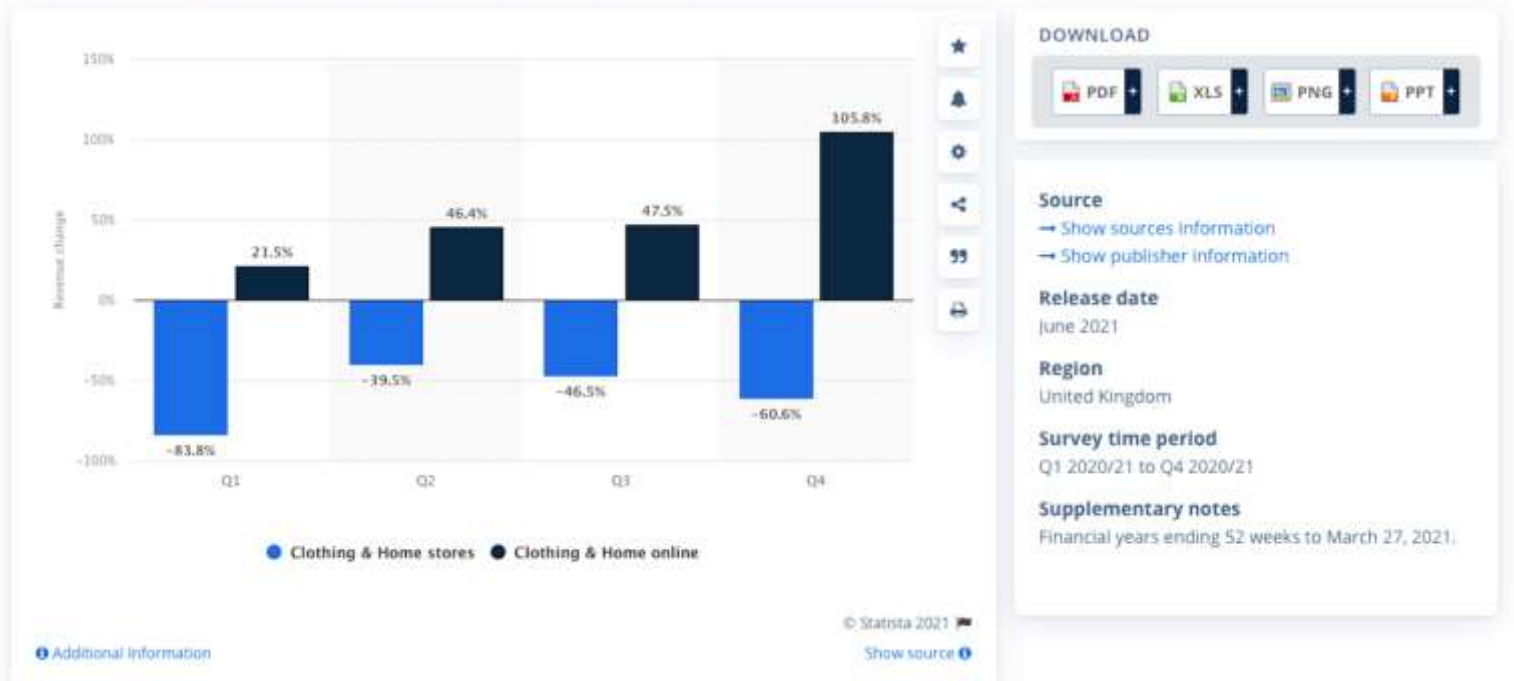 150%
100%
50%
0%
-50%
-100%
Revenue change
21.5%
46.4%
47.5%
105.8%
-83.8%
-39.5%
-46.5%
-60.6%
Q1
Q2
Q3
Q4
Clothing & Home stores
Clothing & Home online
© Statista 2021
Additional Information
Show source
DOWNLOAD
PDF +
XLS +
PNG +
PPT +
Source
→ Show sources information
→ Show publisher information
Release date
June 2021
Region
United Kingdom
Survey time period
Q1 2020/21 to Q4 2020/21
Supplementary notes
Financial years ending 52 weeks to March 27, 2021.